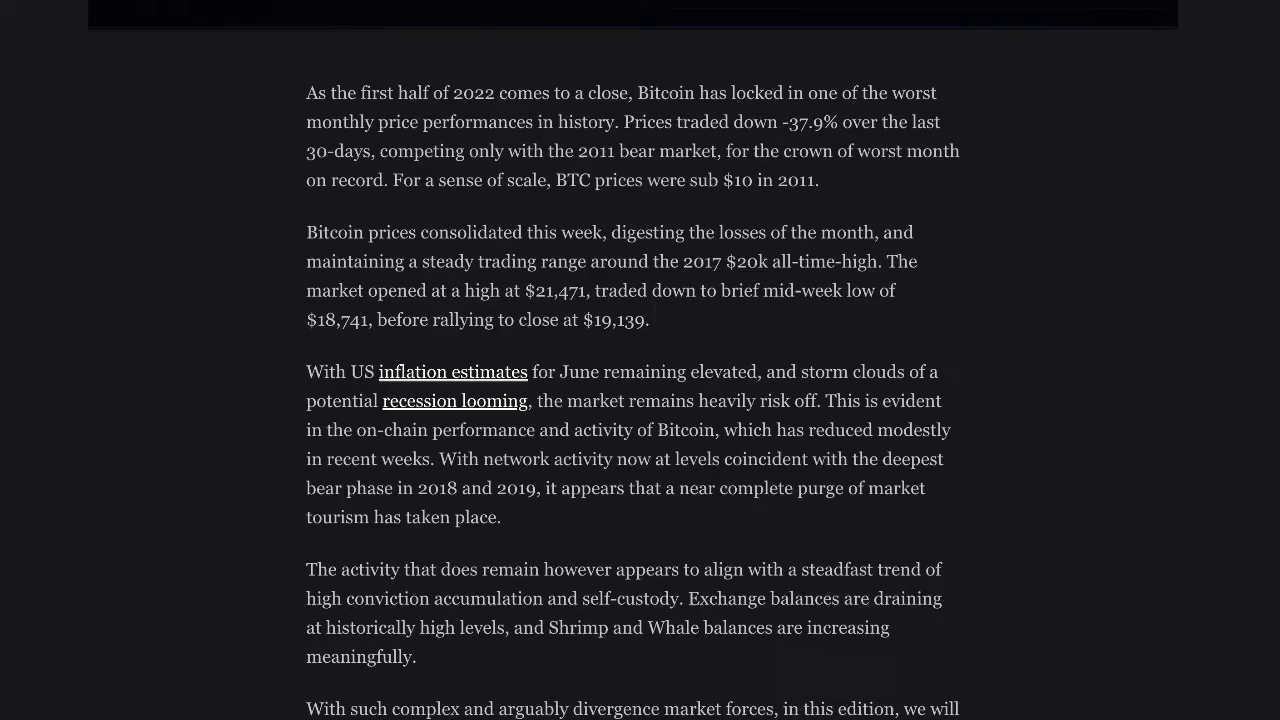 As the first half of 2022 comes to a close, Bitcoin has locked in one of the worst
monthly price performances in history. Prices traded down -37.9% over the last
30-days, competing only with the 2011 bear market, for the crown of worst month
on record. For a sense of scale, BTC prices were sub $10 in 2011.
Bitcoin prices consolidated this week, digesting the losses of the month, and
maintaining a steady trading range around the 2017 $20k all-time-high. The
market opened at a high at $21,471, traded down to brief mid-week low of
$18,741, before rallying to close at $19,139.
With US inflation estimates for June remaining elevated, and storm clouds of a
potential recession looming, the market remains heavily risk off. This is evident
in the on-chain performance and activity of Bitcoin, which has reduced modestly
in recent weeks. With network activity now at levels coincident with the deepest
bear phase in 2018 and 2019, it appears that a near complete purge of market
tourism has taken place.
The activity that does remain however appears to align with a steadfast trend of
high conviction accumulation and self-custody. Exchange balances are draining
at historically high levels, and Shrimp and Whale balances are increasing
meaningfully.
With such complex and arguably divergence market forces, in this edition, we will